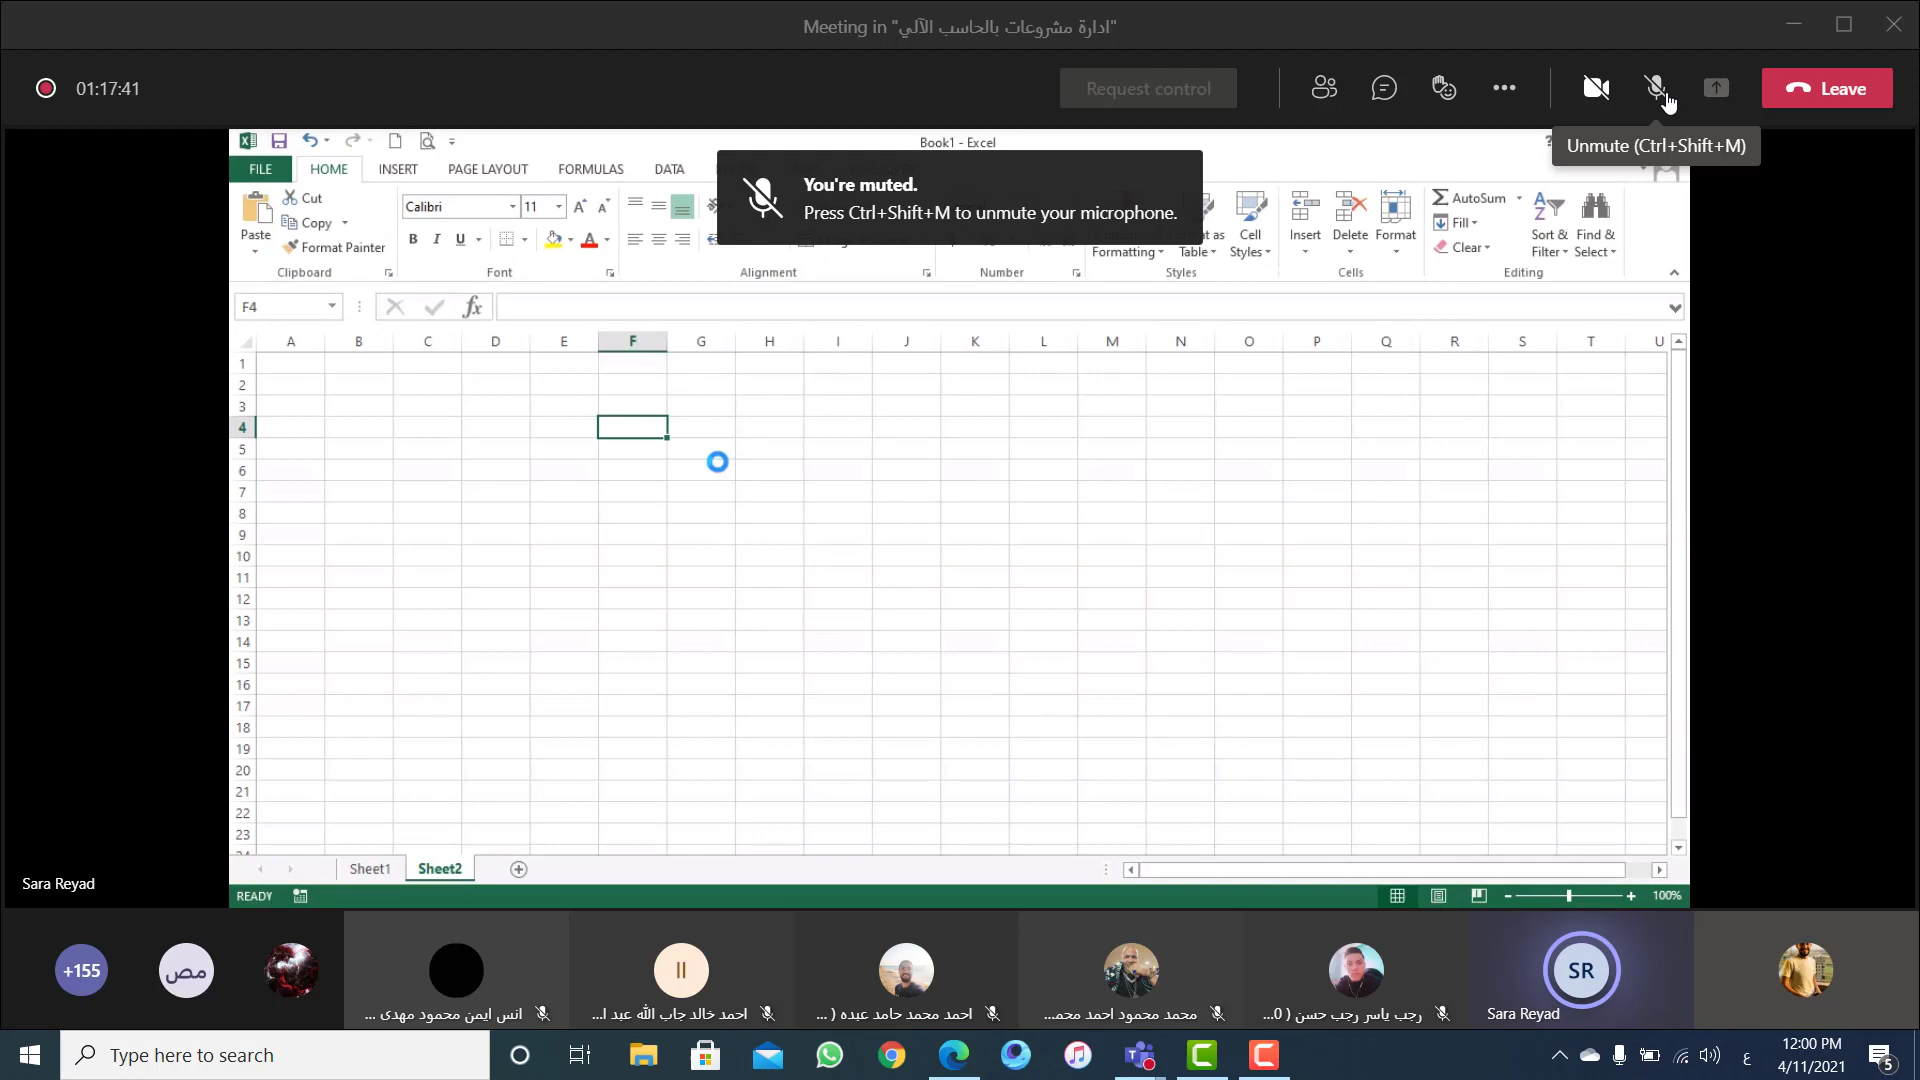 Meeting in "ادارة مشروعات بالحاسب الآلي"
01:17:41
Request control
Leave
Unmute (Ctrl+Shift+M)
Book1 - Excel
FILE HOME INSERT PAGE LAYOUT FORMULAS DATA
You're muted.
Press Ctrl+Shift+M to unmute your microphone.
Paste
Cut
Copy
Format Painter
Clipboard
Calibri 11
B I U
Font
Alignment
Number
Formatting
as
Table
Cell
Styles
Styles
Insert Delete Format
Cells
AutoSum
Fill
Clear
Sort &
Filter
Find &
Select
Editing
F4
fx
A B C D E F G H I J K L M N O P Q R S T U
1
2
3
4
5
6
7
8
9
10
11
12
13
14
15
16
17
18
19
20
21
22
23
Sheet1 Sheet2
READY
100%
Sara Reyad
+155
مص
انس ايمن محمود مهدى ...
II
احمد خالد جاب الله عبد ا...
احمد محمد حامد عبده ( ...
محمد محمود احمد محمـ...
رجب ياسر رجب حسن ( 0...
SR
Sara Reyad
Type here to search
ع
12:00 PM
4/11/2021
5